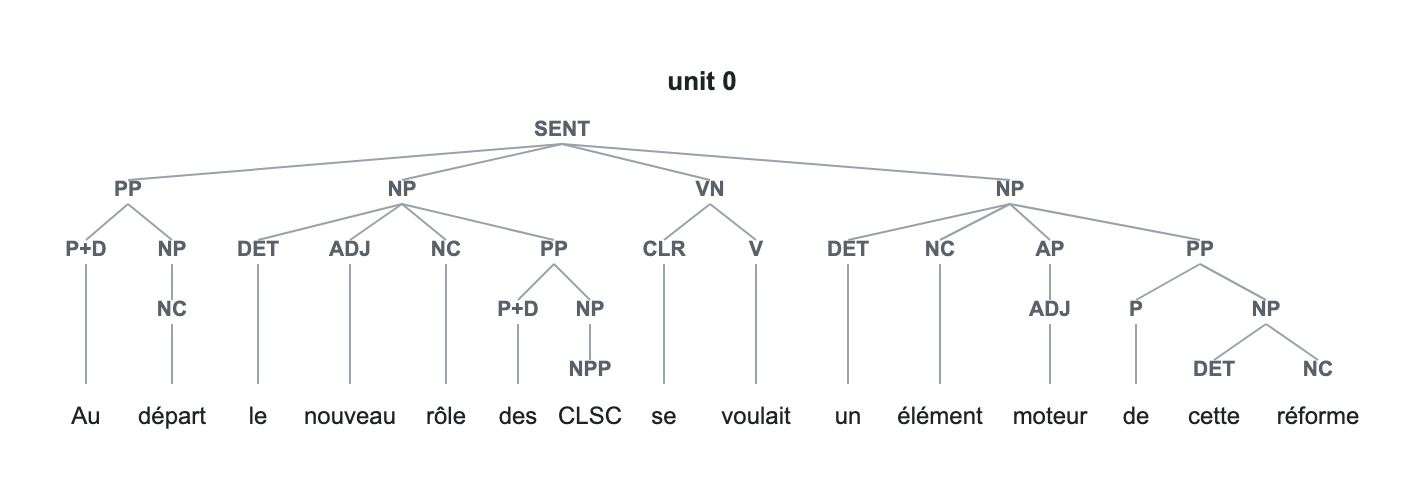 unit 0
SENT
PP NP VN NP
P+D NP DET ADJ NC PP CLR V DET NC AP PP
NC P+D NP ADJ P NP
NPP DET NC
Au départ le nouveau rôle des CLSC se voulait un élément moteur de cette réforme